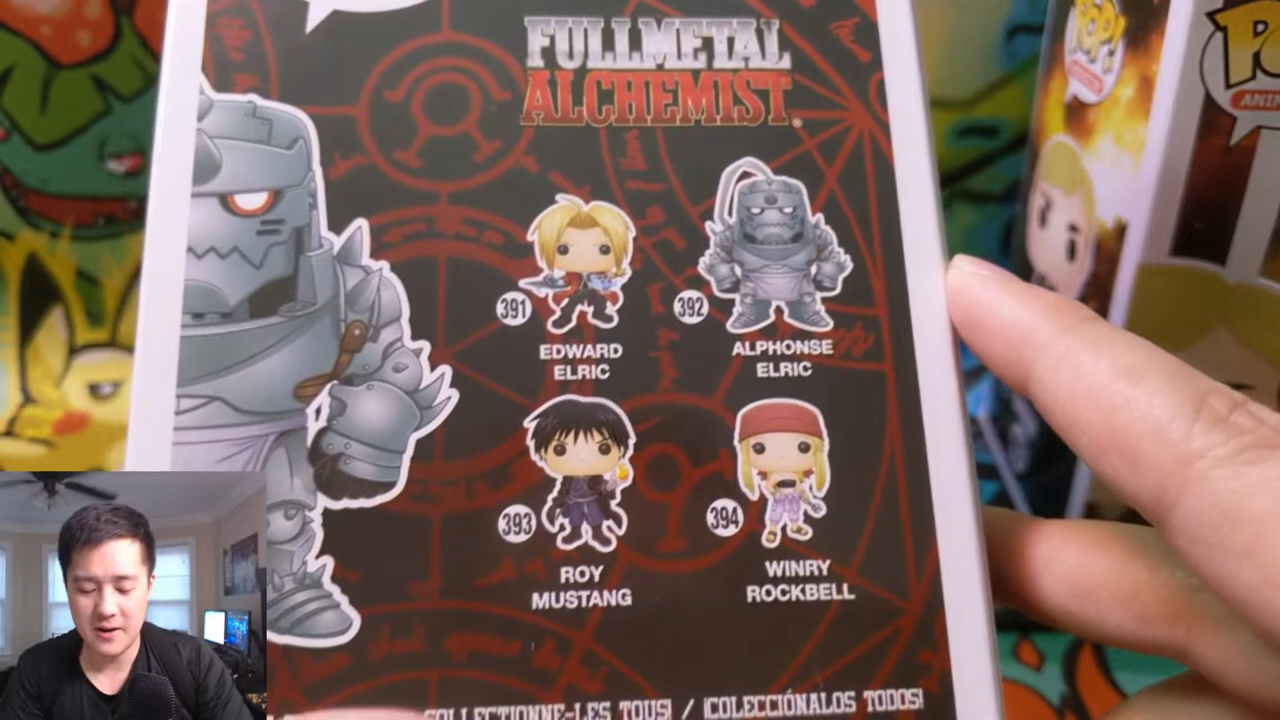 FULLMETAL
ALCHEMIST
391
EDWARD
ELRIC
392
ALPHONSE
ELRIC
393
ROY
MUSTANG
394
WINRY
ROCKBELL
COLLECTIONNE-LES TOUS! / ¡COLECCIÓNALOS TODOS!
POP!